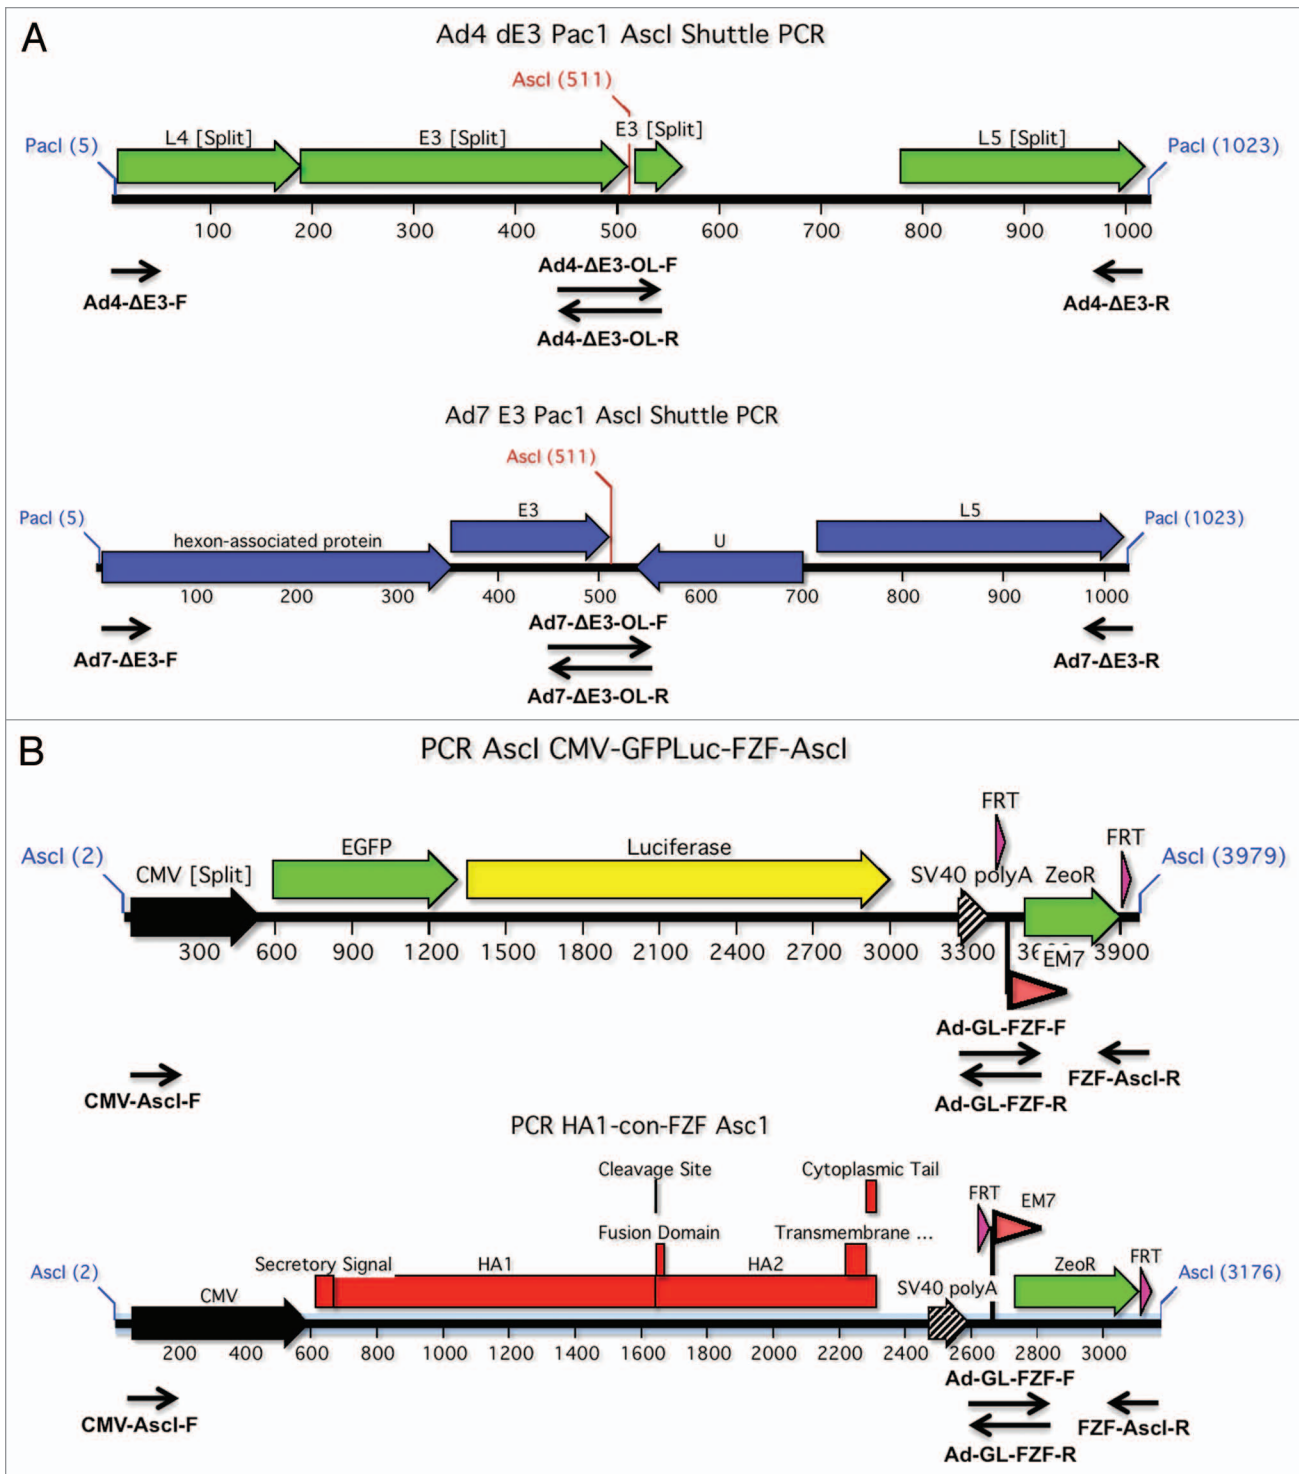 A
Ad4 dE3 Pac1 AscI Shuttle PCR
AscI (511)
PacI (5)
L4 [Split]
E3 [Split]
E3 [Split]
L5 [Split]
PacI (1023)
100 200 300 400 500 600 700 800 900 1000
Ad4-ΔE3-F
Ad4-ΔE3-OL-F
Ad4-ΔE3-OL-R
Ad4-ΔE3-R
Ad7 E3 Pac1 AscI Shuttle PCR
AscI (511)
PacI (5)
hexon-associated protein
E3
U
L5
PacI (1023)
100 200 300 400 500 600 700 800 900 1000
Ad7-ΔE3-F
Ad7-ΔE3-OL-F
Ad7-ΔE3-OL-R
Ad7-ΔE3-R
B
PCR AscI CMV-GFPLuc-FZF-AscI
AscI (2)
CMV [Split]
EGFP
Luciferase
FRT
SV40 polyA
ZeoR
FRT
AscI (3979)
300 600 900 1200 1500 1800 2100 2400 2700 3000 3300 3900
EM7
CMV-AscI-F
Ad-GL-FZF-F
Ad-GL-FZF-R
FZF-AscI-R
PCR HA1-con-FZF Asc1
Cleavage Site
Cytoplasmic Tail
Fusion Domain
Transmembrane ...
FRT
EM7
AscI (2)
CMV
Secretory Signal
HA1
HA2
SV40 polyA
ZeoR
FRT
AscI (3176)
200 400 600 800 1000 1200 1400 1600 1800 2000 2200 2400 2600 2800 3000
CMV-AscI-F
Ad-GL-FZF-F
Ad-GL-FZF-R
FZF-AscI-R